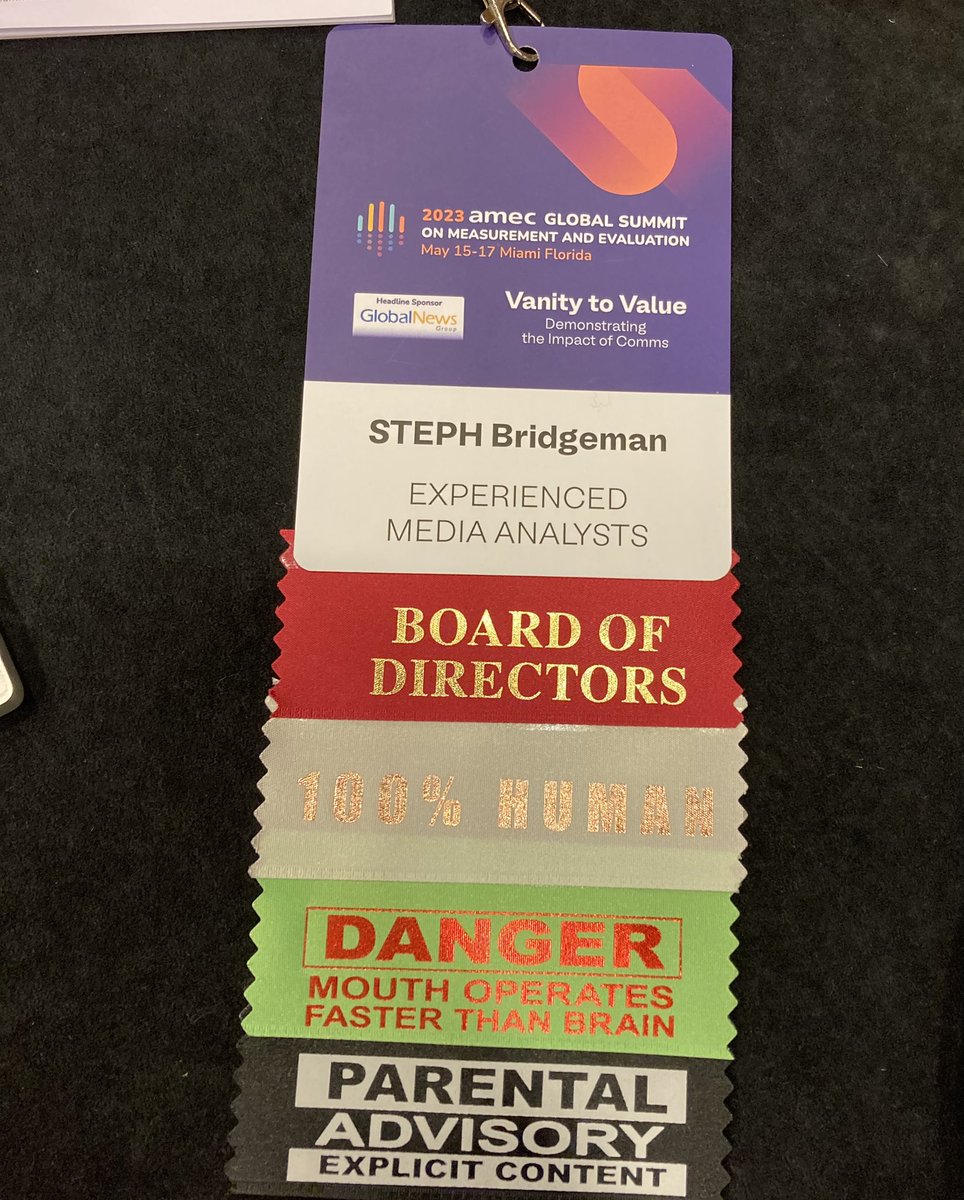 2023 amec GLOBAL SUMMIT
ON MEASUREMENT AND EVALUATION
May 15-17 Miami Florida
Headline Sponsor
GlobalNews
Group
Vanity to Value
Demonstrating
the Impact of Comms
STEPH Bridgeman
EXPERIENCED
MEDIA ANALYSTS
BOARD OF
DIRECTORS
100% HUMAN
DANGER
MOUTH OPERATES
FASTER THAN BRAIN
PARENTAL
ADVISORY
EXPLICIT CONTENT